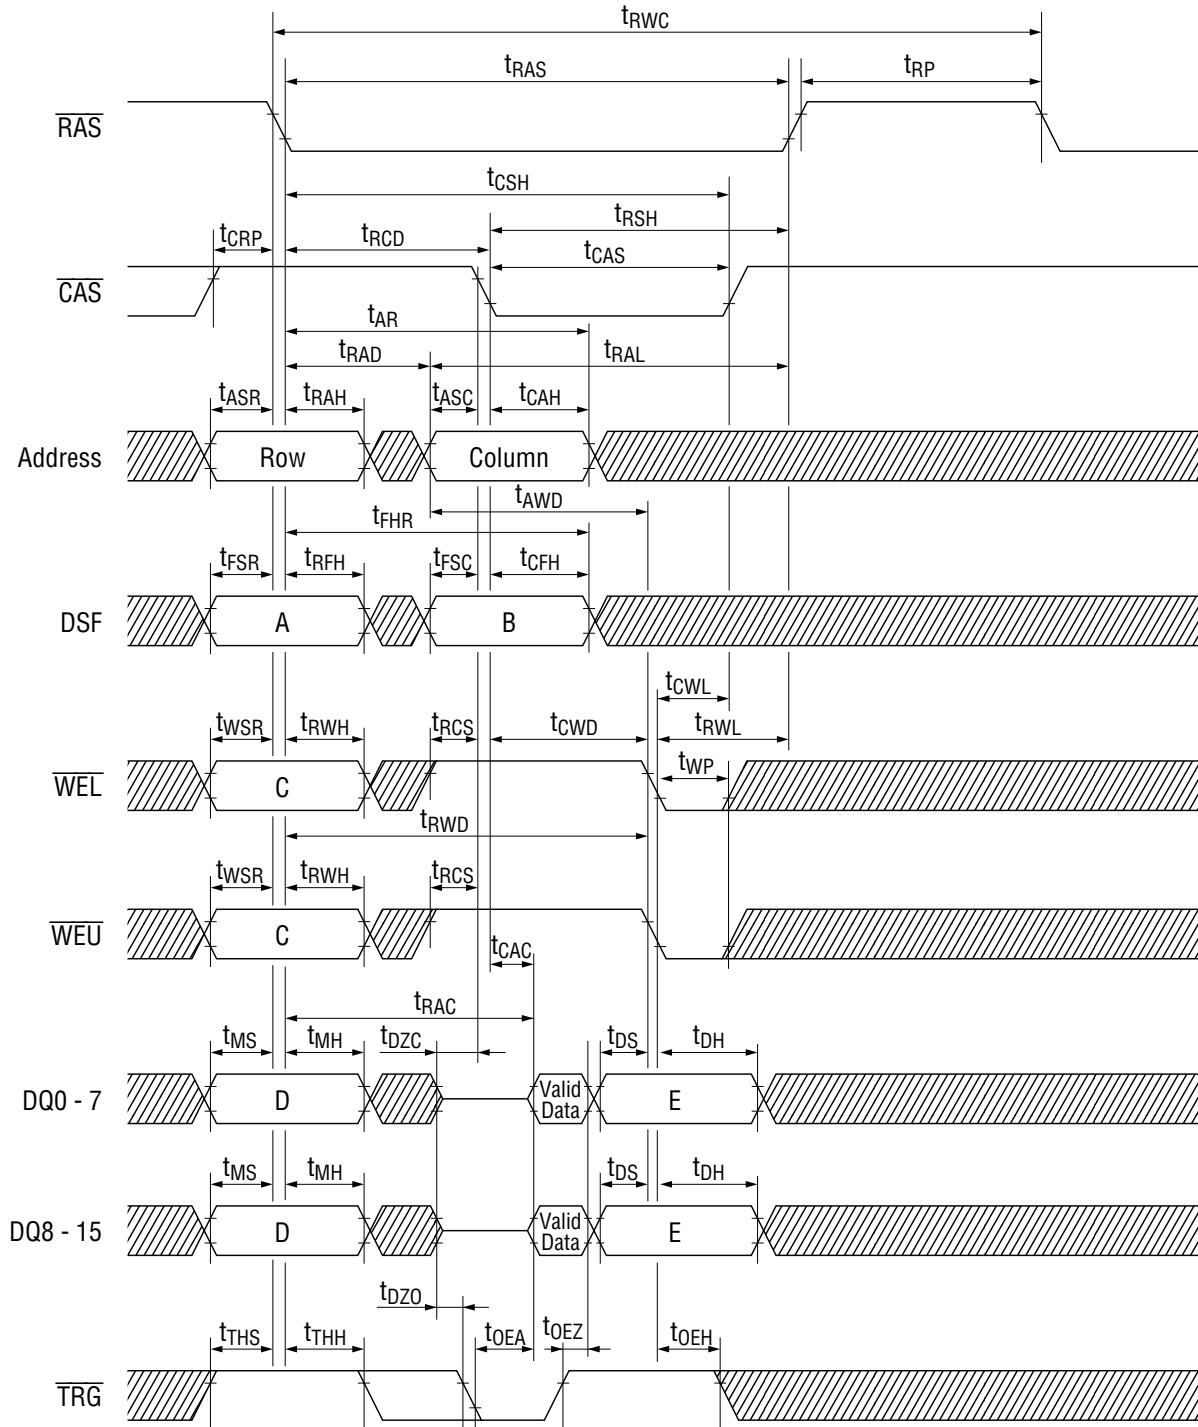 tRWC
tRAS tRP
RAS
tCSH
tRSH
tCRP tRCD
tCAS
CAS
tAR
tRAD tRAL
tASR tRAH tASC tCAH
Address Row Column
tAWD
tFHR
tFSR tRFH tFSC tCFH
DSF A B
tCWL
tWSR tRWH tRCS tCWD tRWL
tWP
WEL C
tRWD
tWSR tRWH tRCS
WEU C
tCAC
tRAC
tMS tMH tDZC tDS tDH
DQ0 - 7 D Valid Data E
tMS tMH tDS tDH
DQ8 - 15 D Valid Data E
tDZO
tTHS tTHH tOEA tOEZ tOEH
TRG